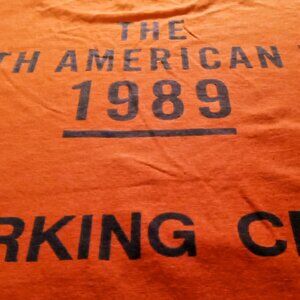 THE
TH AMERICAN
1989
RKING C